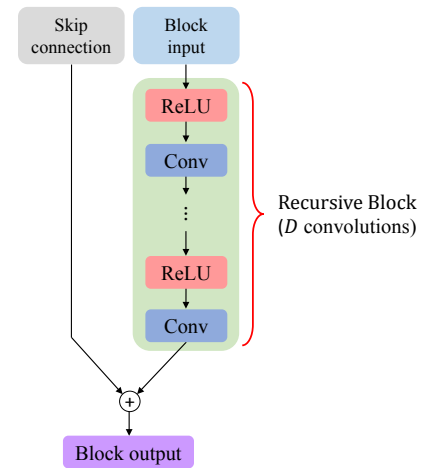 Skip
connection
Block
input
ReLU
Conv
...
ReLU
Conv
Recursive Block
(D convolutions)
+
Block output